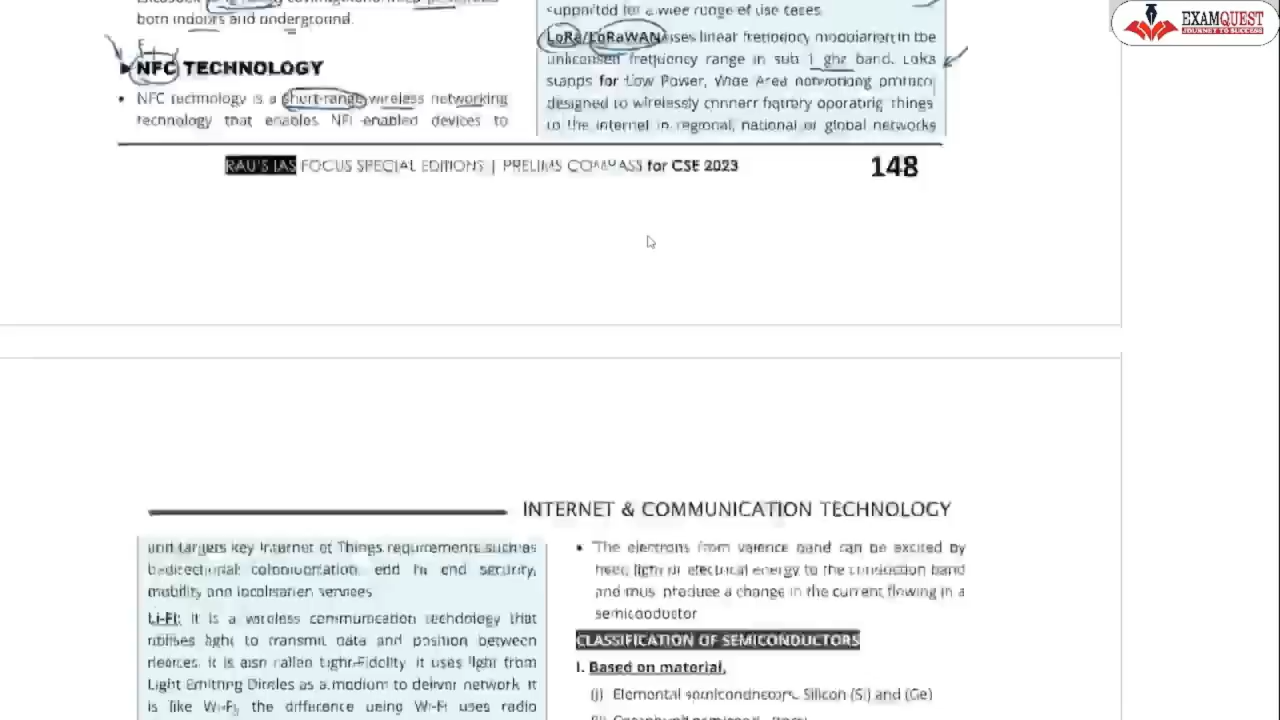 both indoors and underground.
NFC TECHNOLOGY
• NFC technology is a short-range wireless networking
technology that enables NFC enabled devices to
supported for a wide range of use cases.
LoRa/LoRaWAN uses linear frequency modulation in the
unlicensed frequency range in sub 1 ghz band. LoRa
stands for Low Power, Wide Area networking protocol
designed to wirelessly connect battery operating things
to the internet in regional, national or global networks
RAU'S IAS FOCUS SPECIAL EDITIONS | PRELIMS COMPASS for CSE 2023
148
EXAMQUEST
JOURNEY TO SUCCESS
INTERNET & COMMUNICATION TECHNOLOGY
and targets key Internet of Things requirements such as
bi-directional communication, end to end security,
mobility and localisation services.
Li-Fi: It is a wireless communication technology that
utilises light to transmit data and position between
devices. It is also called Light-Fidelity. It uses light from
Light Emitting Diodes as a medium to deliver network. It
is like Wi-Fi, the difference using Wi-Fi uses radio
• The electrons from valence band can be excited by
heat, light or electrical energy to the conduction band
and thus produce a change in the current flowing in a
semiconductor
CLASSIFICATION OF SEMICONDUCTORS
I. Based on material,
(i) Elemental semiconductors, Silicon (Si) and (Ge)